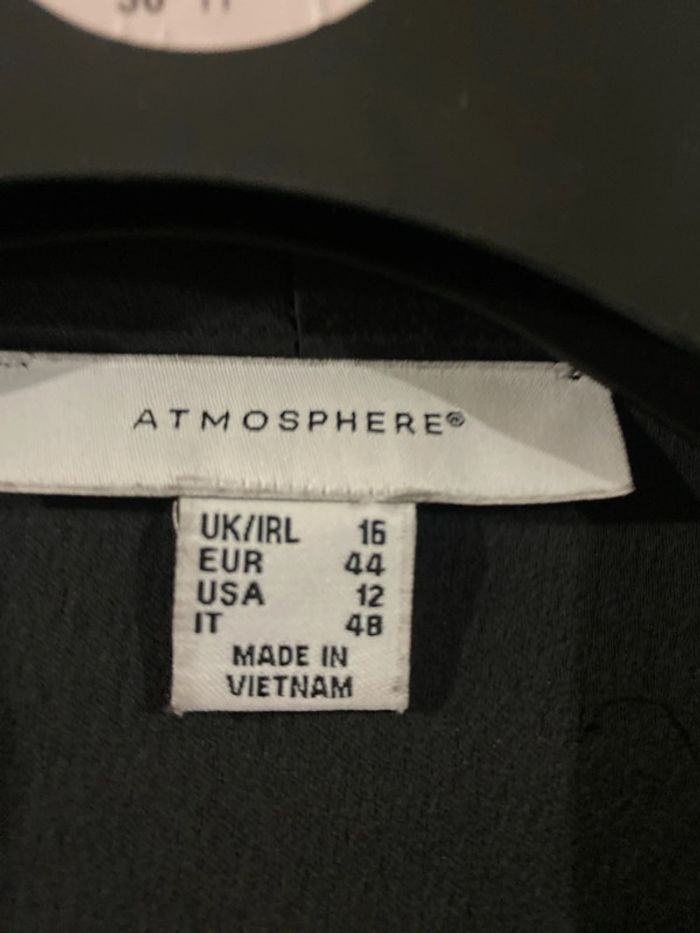 ATMOSPHERE®
UK/IRL 16
EUR 44
USA 12
IT 48
MADE IN
VIETNAM